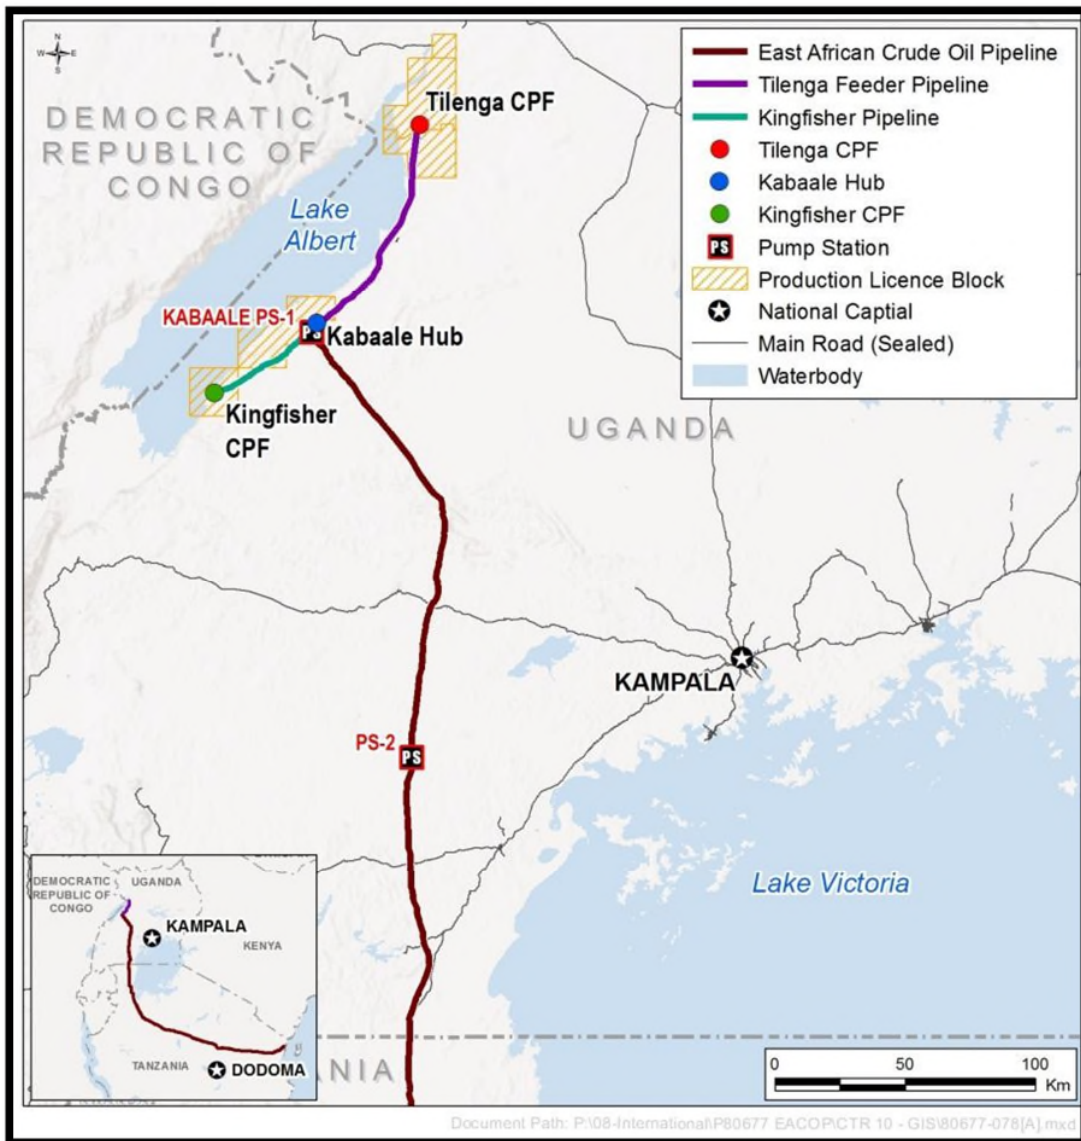 N
W E
S
DEMOCRATIC
REPUBLIC OF
CONGO
Tilenga CPF
Lake
Albert
KABAALE PS-1
PS
Kabaale Hub
Kingfisher
CPF
UGANDA
East African Crude Oil Pipeline
Tilenga Feeder Pipeline
Kingfisher Pipeline
Tilenga CPF
Kabaale Hub
Kingfisher CPF
PS Pump Station
Production Licence Block
National Captial
Main Road (Sealed)
Waterbody
KAMPALA
PS-2
PS
Lake Victoria
DEMOCRATIC
REPUBLIC OF
CONGO
UGANDA
KAMPALA
KENYA
TANZANIA
DODOMA
ANIA
0 50 100
Km
Document Path: P:\08-International\P80677 EACOP\CTR 10 - GIS\80677-078[A].mxd